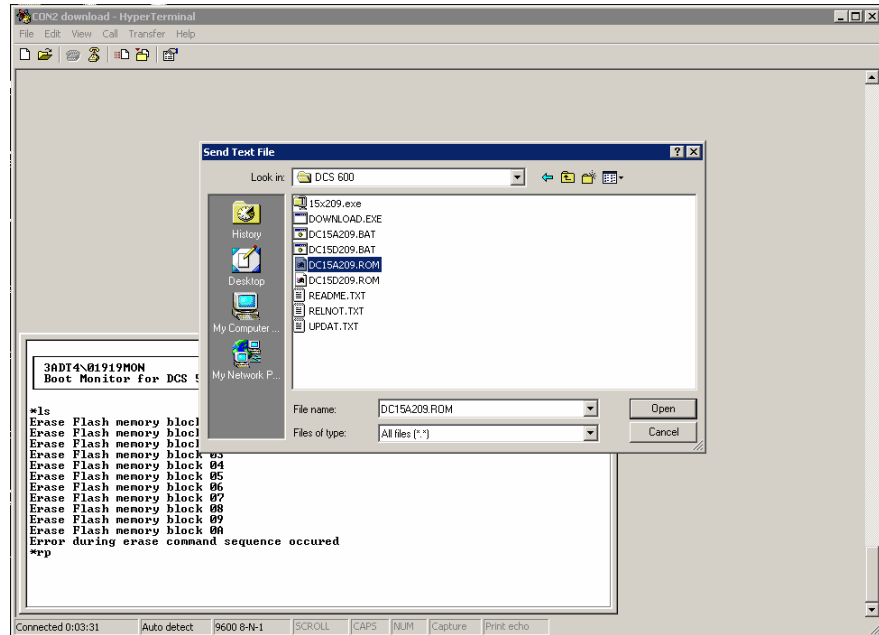 CON2 download - HyperTerminal
File Edit View Call Transfer Help
Send Text File
Look in: DCS 600
History
Desktop
My Computer ...
My Network P...
15x209.exe
DOWNLOAD.EXE
DC15A209.BAT
DC15D209.BAT
DC15A209.ROM
DC15D209.ROM
README.TXT
RELNOT.TXT
UPDAT.TXT
File name: DC15A209.ROM Open
Files of type: All files (*.*) Cancel
3ADT4\01919MON
Boot Monitor for DCS
*ls
Erase Flash memory block
Erase Flash memory block
Erase Flash memory block
Erase Flash memory block 03
Erase Flash memory block 04
Erase Flash memory block 05
Erase Flash memory block 06
Erase Flash memory block 07
Erase Flash memory block 08
Erase Flash memory block 09
Erase Flash memory block 0A
Error during erase command sequence occured
*rp
Connected 0:03:31 Auto detect 9600 8-N-1 SCROLL CAPS NUM Capture Print echo